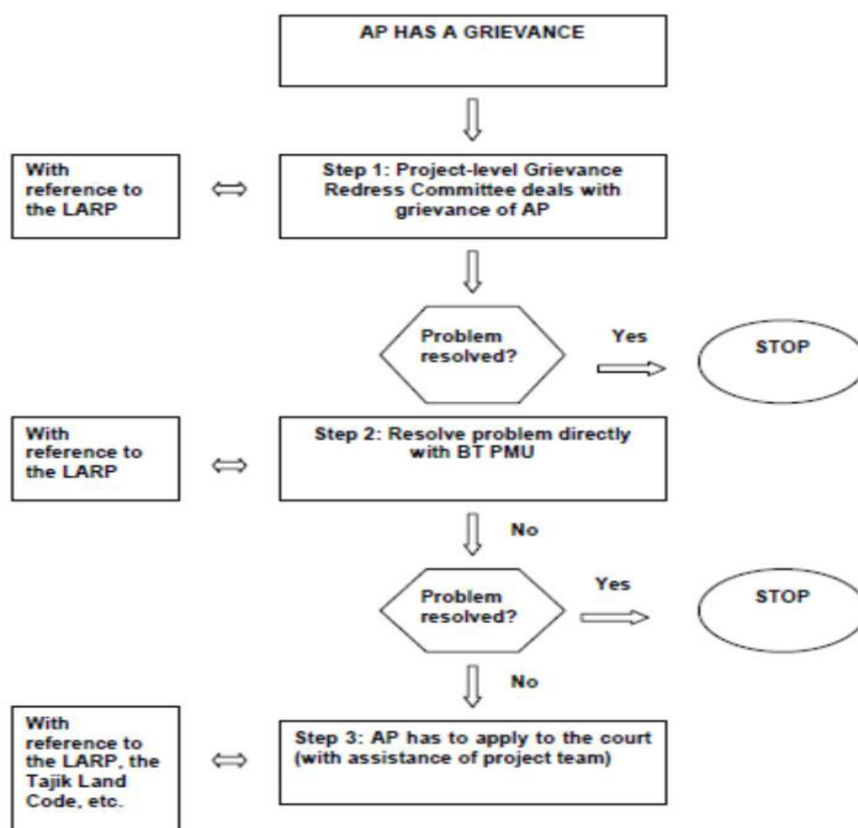 AP HAS A GRIEVANCE
With
reference to
the LARP
Step 1: Project-level Grievance
Redress Committee deals with
grievance of AP
Problem
resolved?
Yes
STOP
With
reference to
the LARP
Step 2: Resolve problem directly
with BT PMU
No
Problem
resolved?
Yes
STOP
No
With
reference to
the LARP, the
Tajik Land
Code, etc.
Step 3: AP has to apply to the court
(with assistance of project team)